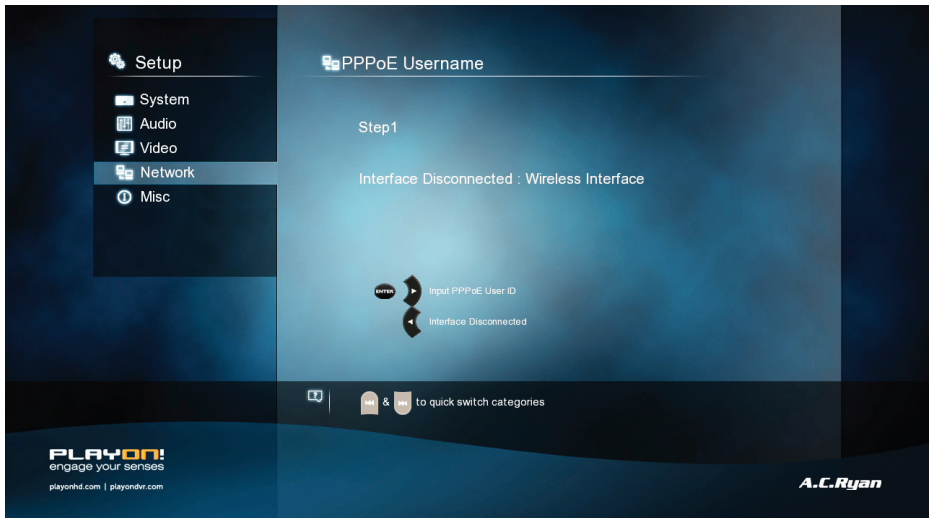 Setup
System
Audio
Video
Network
Misc
PPPoE Username
Step1
Interface Disconnected : Wireless Interface
ENTER Input PPPoE User ID
Interface Disconnected
& to quick switch categories
PLAYON!
engage your senses
playonhd.com | playondvr.com
A.C.Ryan